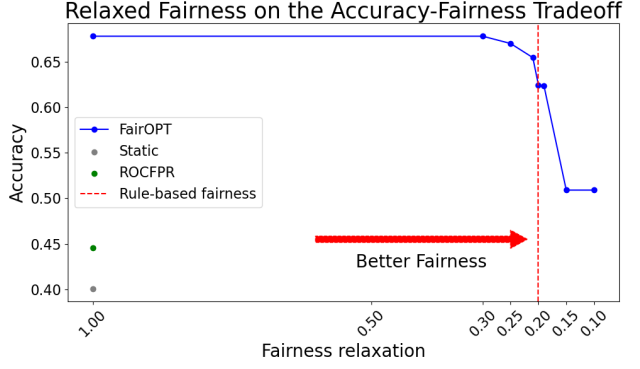 Relaxed Fairness on the Accuracy-Fairness Tradeoff
Accuracy
0.65
0.60
0.55
0.50
0.45
0.40
FairOPT
Static
ROCFPR
Rule-based fairness
Better Fairness
1.00
0.50
0.30
0.25
0.20
0.15
0.10
Fairness relaxation